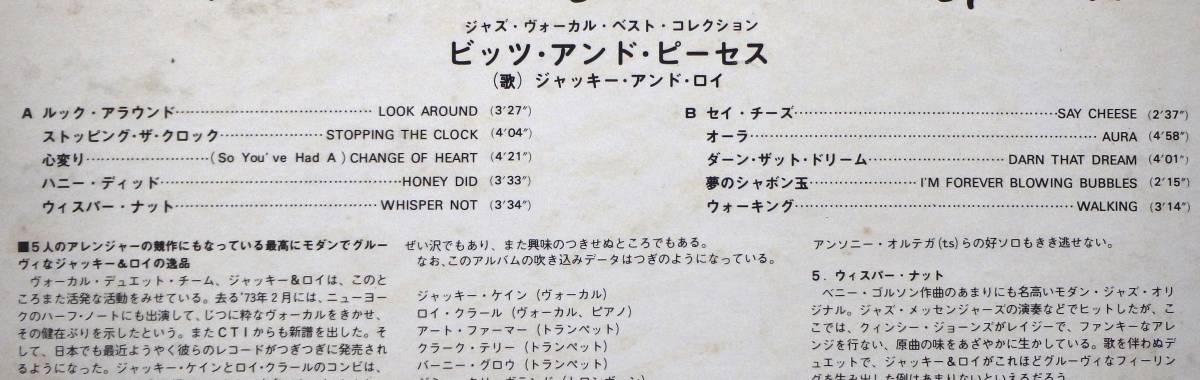 ジャズ・ヴォーカル・ベスト・コレクション
ビッツ・アンド・ピーセス
(歌) ジャッキー・アンド・ロイ
A ルック・アラウンド LOOK AROUND (3'27")
ストッピング・ザ・クロック STOPPING THE CLOCK (4'04")
心変り (So You've Had A) CHANGE OF HEART (4'21")
ハニー・ディッド HONEY DID (3'33")
ウィスパー・ナット WHISPER NOT (3'34")
B セイ・チーズ SAY CHEESE (2'37")
オーラ AURA (4'58")
ダーン・ザット・ドリーム DARN THAT DREAM (4'01")
夢のシャボン玉 I'M FOREVER BLOWING BUBBLES (2'15")
ウォーキング WALKING (3'14")
■5人のアレンジャーの競作にもなっている最高にモダンでグルー
ヴィなジャッキー&ロイの逸品
ヴォーカル・デュエット・チーム、ジャッキー&ロイは、このと
ころまた活発な活動をみせている。去る'73年2月には、ニューヨー
クのハーフ・ノートにも出演して、じつに粋なヴォーカルをきかせ、
その健在ぶりを示したという。またCTIからも新譜を出した。そ
して、日本でも最近ようやく彼らのレコードがつぎつぎに発売され
るようになった。ジャッキー・ケインとロイ・クラールのコンビは、
ぜい沢でもあり、また興味のつきせぬところでもある。
なお、このアルバムの吹き込みデータはつぎのようになっている。
ジャッキー・ケイン (ヴォーカル)
ロイ・クラール (ヴォーカル、ピアノ)
アート・ファーマー (トランペット)
クラーク・テリー (トランペット)
バーニー・グロウ (トランペット)
アンソニー・オルテガ(ts)らの好ソロもきき逃せない。
5. ウィスパー・ナット
ベニー・ゴルソン作曲のあまりにも名高いモダン・ジャズ・オリ
ジナル。ジャズ・メッセンジャーズの演奏などでヒットしたが、こ
こでは、クィンシー・ジョーンズがレイジーで、ファンキーなアレ
ンジを行ない、原曲の味をあざやかに生かしている。歌を伴わぬデ
ュエットで、ジャッキー&ロイがこれほどグルーヴィなフィーリン
グを生み出した例はあまりないといえるだろう。